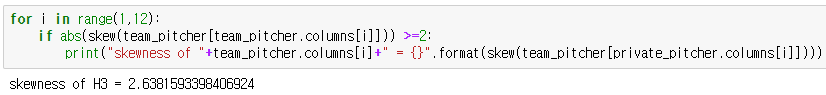 for i in range(1,12):
    if abs(skew(team_pitcher[team_pitcher.columns[i]])) >=2:
        print("skewness of "+team_pitcher.columns[i]+" = {}".format(skew(team_pitcher[private_pitcher.columns[i]])))
skewness of H3 = 2.6381593398406924